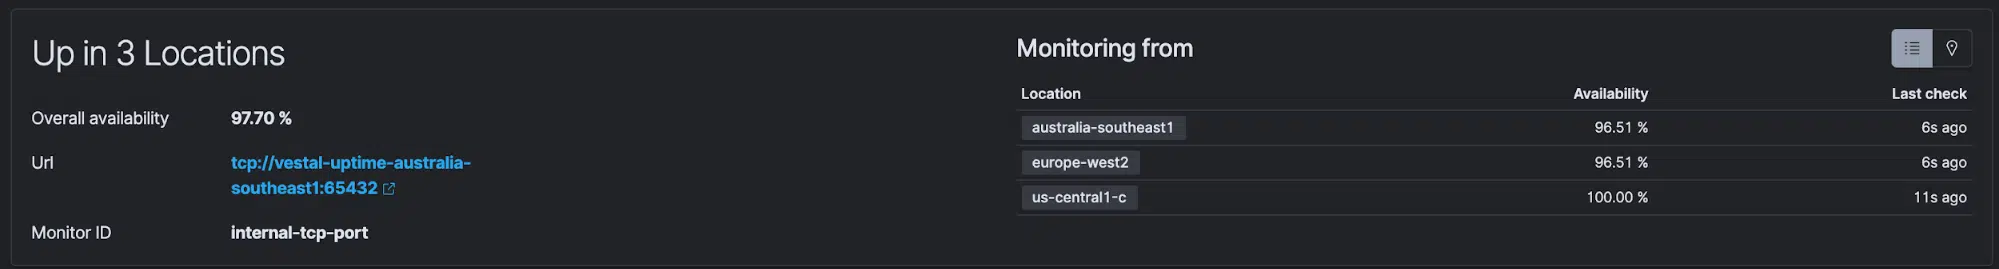 Up in 3 Locations
Overall availability 97.70 %
Url tcp://vestal-uptime-australia-
southeast1:65432
Monitor ID internal-tcp-port
Monitoring from
Location Availability Last check
australia-southeast1 96.51 % 6s ago
europe-west2 96.51 % 6s ago
us-central1-c 100.00 % 11s ago